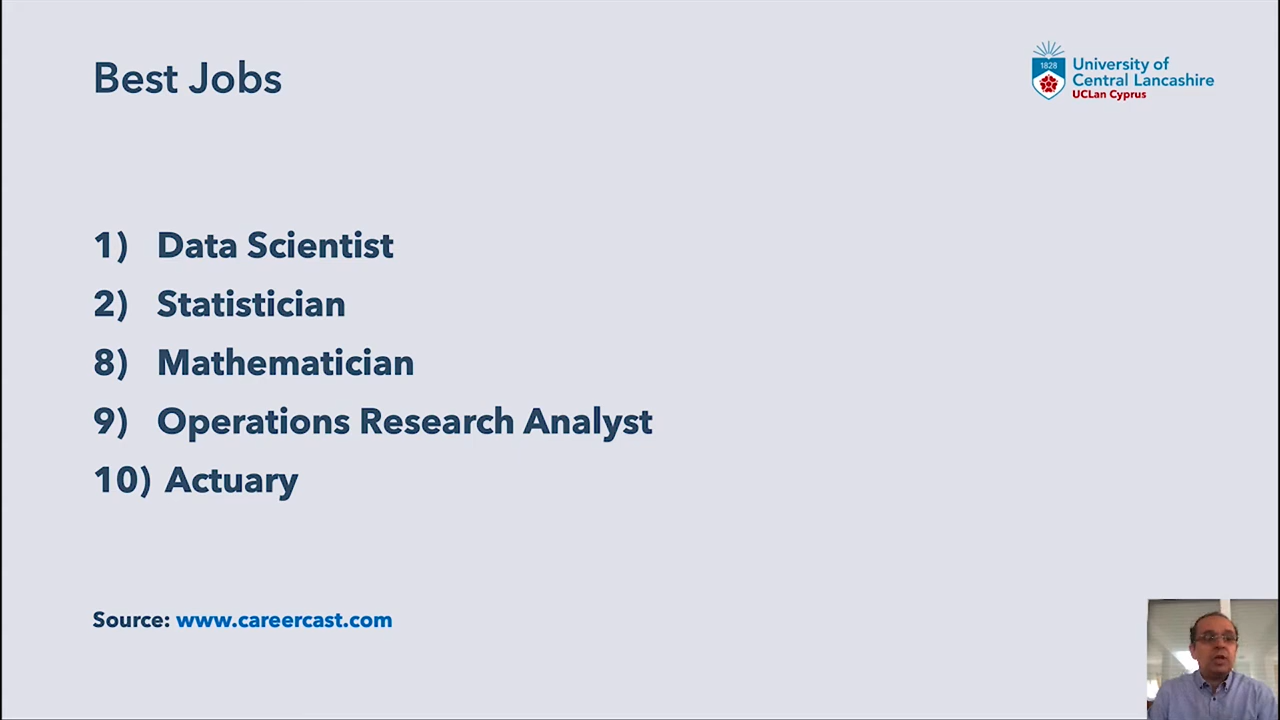 Best Jobs
1828
University of
Central Lancashire
UCLan Cyprus
1) Data Scientist
2) Statistician
8) Mathematician
9) Operations Research Analyst
10) Actuary
Source: www.careercast.com